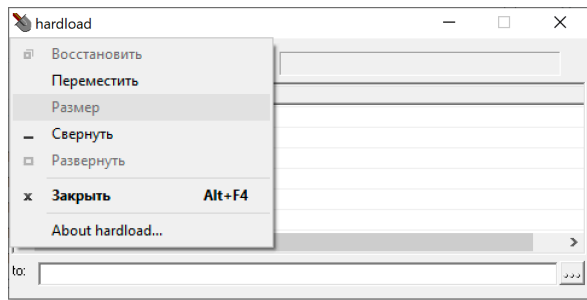 hardload
Восстановить
Переместить
Размер
Свернуть
Развернуть
Закрыть Alt+F4
About hardload...
to:
...